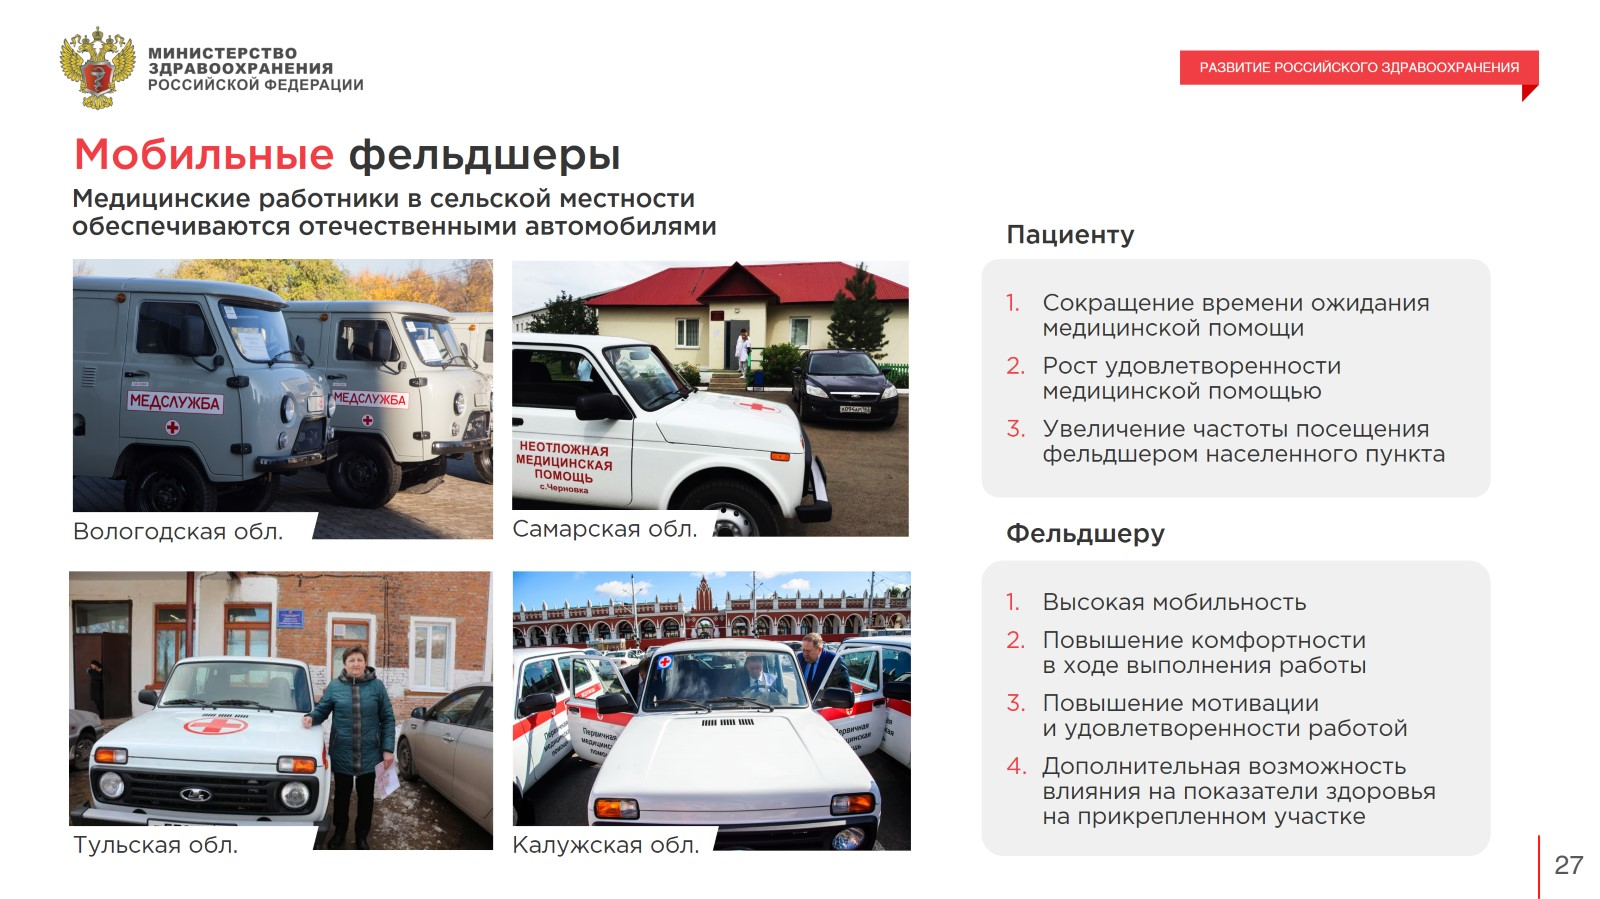 МИНИСТЕРСТВО
ЗДРАВООХРАНЕНИЯ
РОССИЙСКОЙ ФЕДЕРАЦИИ
РАЗВИТИЕ РОССИЙСКОГО ЗДРАВООХРАНЕНИЯ
Мобильные фельдшеры
Медицинские работники в сельской местности
обеспечиваются отечественными автомобилями
МЕДСЛУЖБА
МЕДСЛУЖБА
Вологодская обл.
НЕОТЛОЖНАЯ
МЕДИЦИНСКАЯ
ПОМОЩЬ
с.Черновка
Самарская обл.
Тульская обл.
Первичная
Калужская обл.
Пациенту
1. Сокращение времени ожидания
медицинской помощи
2. Рост удовлетворенности
медицинской помощью
3. Увеличение частоты посещения
фельдшером населенного пункта
Фельдшеру
1. Высокая мобильность
2. Повышение комфортности
в ходе выполнения работы
3. Повышение мотивации
и удовлетворенности работой
4. Дополнительная возможность
влияния на показатели здоровья
на прикрепленном участке
27